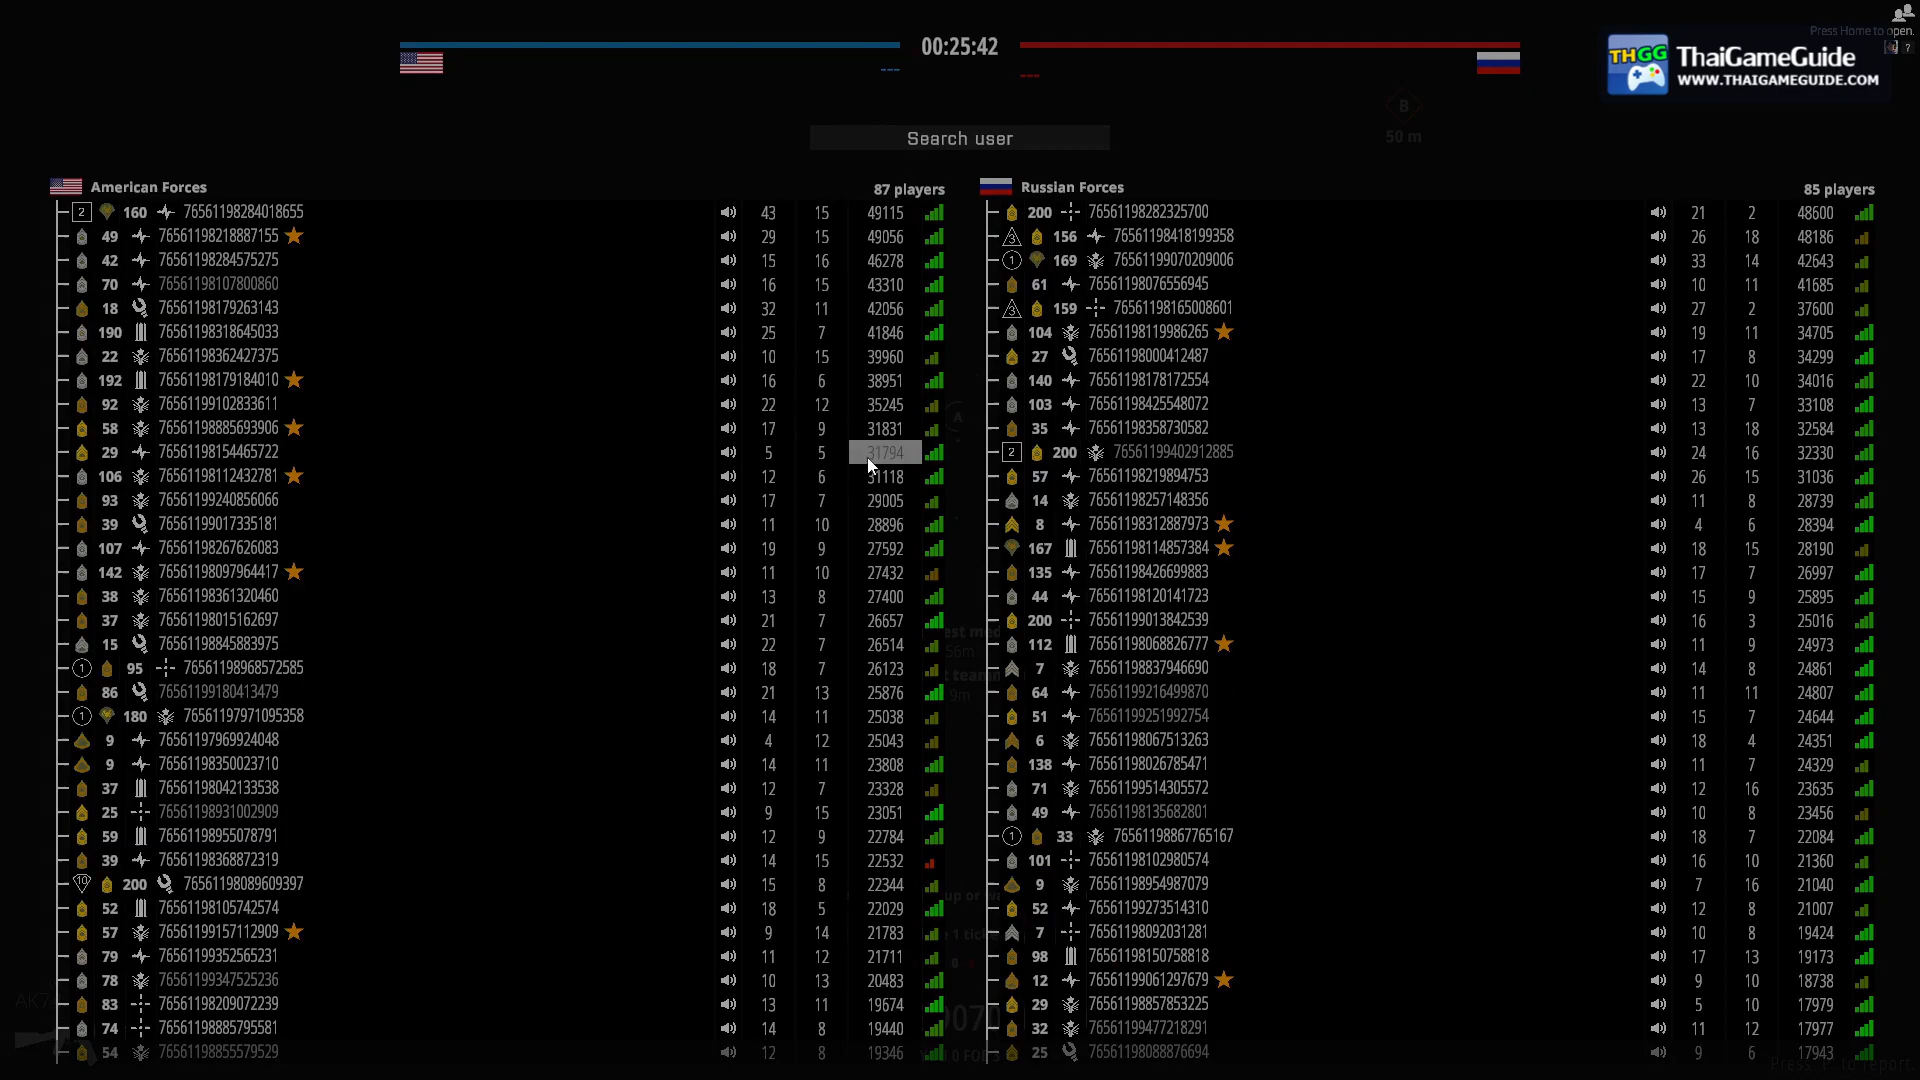 Press Home to open.
00:25:42
---
---
THGG
ThaiGameGuide
WWW.THAIGAMEGUIDE.COM
B
50 m
Search user
American Forces 87 players
2 160 76561198284018655 43 15 49115
49 76561198218887155 29 15 49056
42 76561198284575275 15 16 46278
70 76561198107800860 16 15 43310
18 76561198179263143 32 11 42056
190 76561198318645033 25 7 41846
22 76561198362427375 10 15 39960
192 76561198179184010 16 6 38951
92 76561199102833611 22 12 35245
58 76561198885693906 17 9 31831
29 76561198154465722 5 5 31794
106 76561198112432781 12 6 31118
93 76561199240856066 17 7 29005
39 76561199017335181 11 10 28896
107 76561198267626083 19 9 27592
142 76561198097964417 11 10 27432
38 76561198361320460 13 8 27400
37 76561198015162697 21 7 26657
15 76561198845883975 22 7 26514
1 95 76561198968572585 18 7 26123
86 76561199180413479 21 13 25876
1 180 76561197971095358 14 11 25038
9 76561197969924048 4 12 25043
9 76561198350023710 14 11 23808
37 76561198042133538 12 7 23328
25 76561198931002909 9 15 23051
59 76561198955078791 12 9 22784
39 76561198368872319 14 15 22532
10 200 76561198089609397 15 8 22344
52 76561198105742574 18 5 22029
57 76561199157112909 9 14 21783
79 76561199352565231 11 12 21711
78 76561199347525236 10 13 20483
83 76561198209072239 13 11 19674
74 76561198885795581 14 8 19440
54 76561198855579529 12 8 19346
Russian Forces 85 players
200 76561198282325700 21 2 48600
3 156 76561198418199358 26 18 48186
1 169 76561199070209006 33 14 42643
61 76561198076556945 10 11 41685
3 159 76561198165008601 27 2 37600
104 76561198119986265 19 11 34705
27 76561198000412487 17 8 34299
140 76561198178172554 22 10 34016
103 76561198425548072 13 7 33108
35 76561198358730582 13 18 32584
2 200 76561199402912885 24 16 32330
57 76561198219894753 26 15 31036
14 76561198257148356 11 8 28739
8 76561198312887973 4 6 28394
167 76561198114857384 18 15 28190
135 76561198426699883 17 7 26997
44 76561198120141723 15 9 25895
200 76561199013842539 16 3 25016
112 76561198068826777 11 9 24973
7 76561198837946690 14 8 24861
64 76561199216499870 11 11 24807
51 76561199251992754 15 7 24644
6 76561198067513263 18 4 24351
138 76561198026785471 11 7 24329
71 76561199514305572 12 16 23635
49 76561198135682801 10 8 23456
1 33 76561198867765167 18 7 22084
101 76561198102980574 16 10 21360
9 76561198954987079 7 16 21040
52 76561199273514310 12 8 21007
7 76561198092031281 10 8 19424
98 76561198150758818 17 13 19173
12 76561199061297679 9 10 18738
29 76561198857853225 5 10 17979
32 76561199477218291 11 12 17977
25 76561198088876694 9 6 17943
Press 'P' to report.